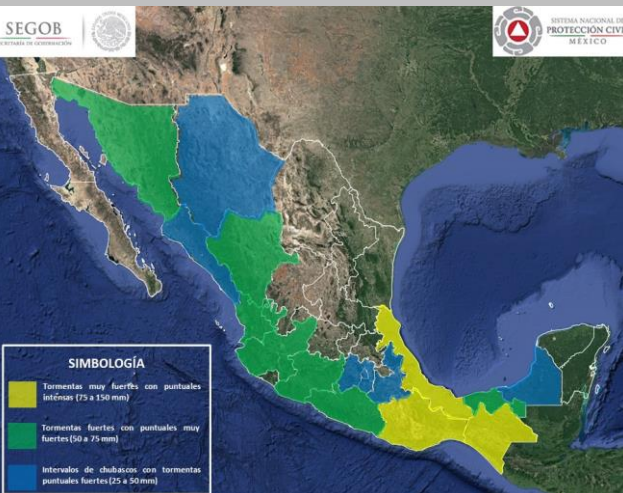 SEGOB
SECRETARÍA DE GOBERNACIÓN
SISTEMA NACIONAL DE
PROTECCIÓN CIVIL
MÉXICO
SIMBOLOGÍA
Tormentas muy fuertes con puntuales
intensas (75 a 150 mm)
Tormentas fuertes con puntuales muy
fuertes (50 a 75 mm)
Intervalos de chubascos con tormentas
puntuales fuertes (25 a 50 mm)